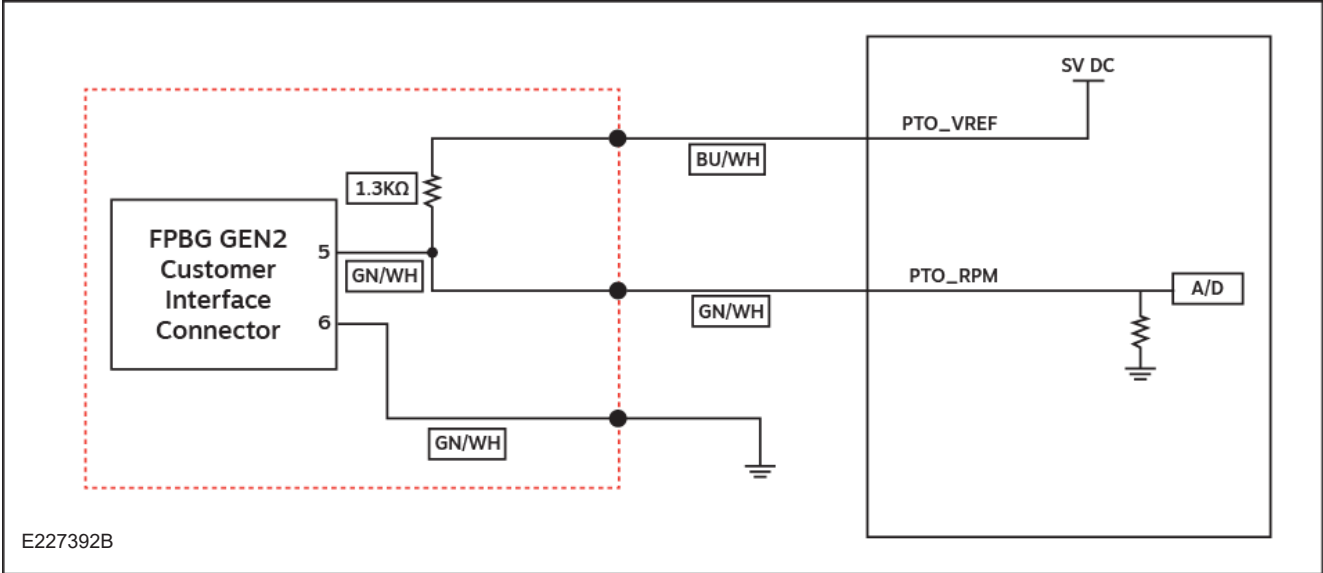 SV DC
PTO_VREF
BU/WH
1.3KΩ
FPBG GEN2
Customer
Interface
Connector
5
6
GN/WH
PTO_RPM
A/D
GN/WH
GN/WH
E227392B